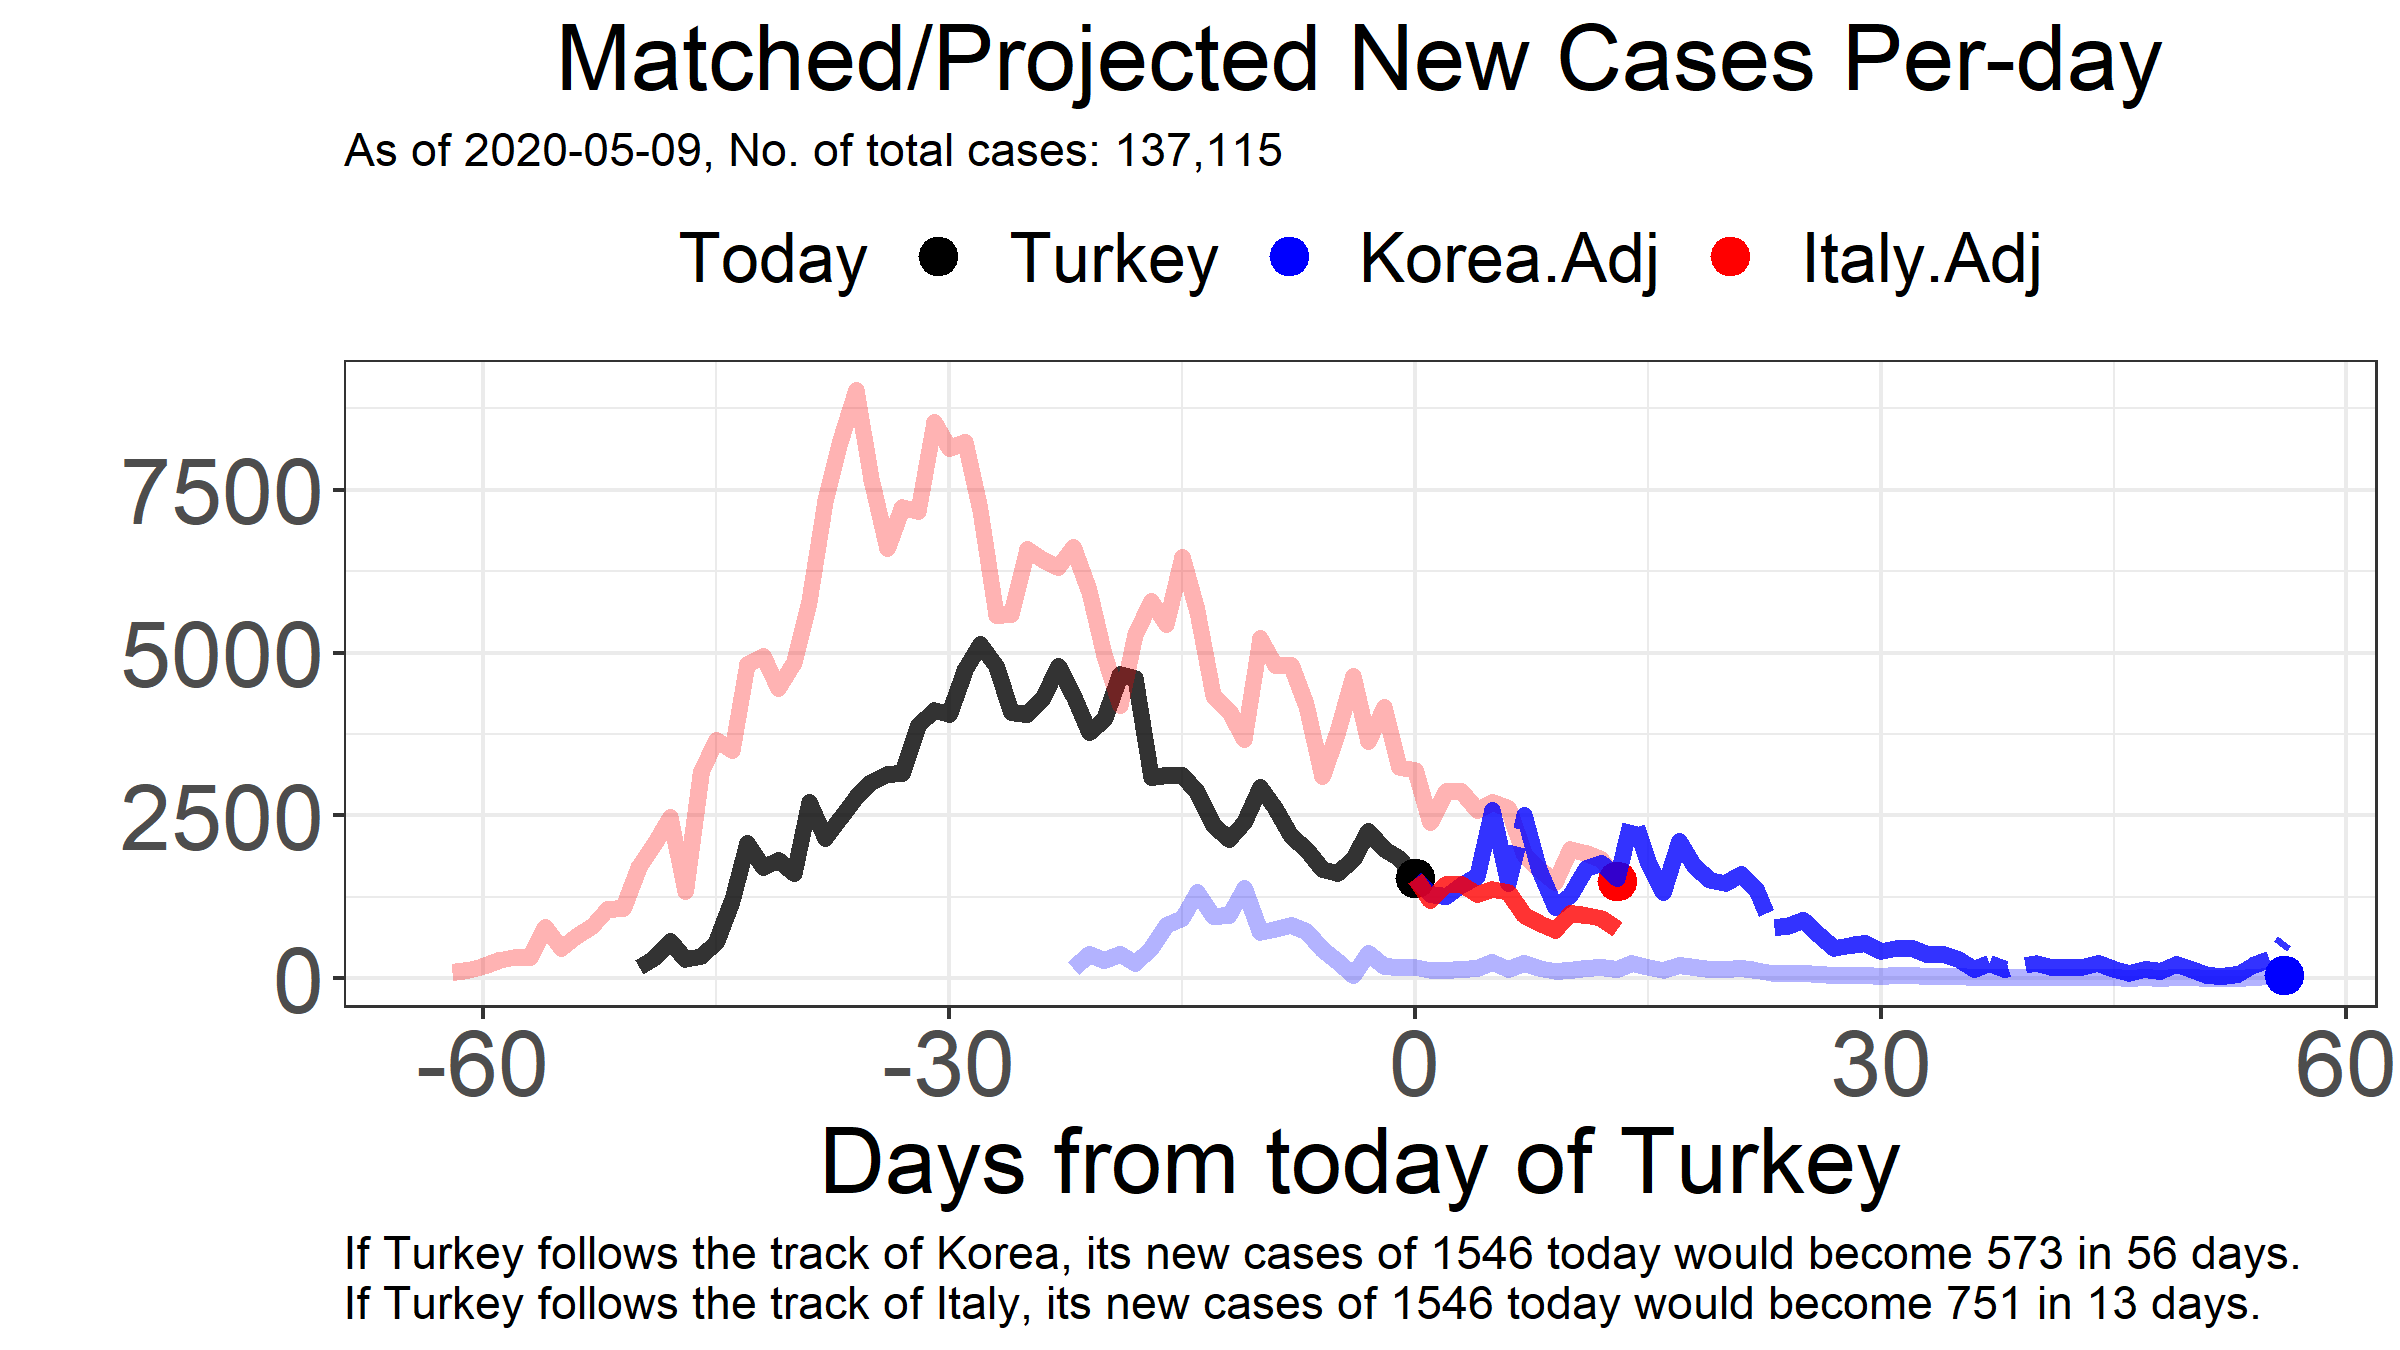 Matched/Projected New Cases Per-day
As of 2020-05-09, No. of total cases: 137,115
Today Turkey Korea.Adj Italy.Adj
7500
5000
2500
0
-60 -30 0 30 60
Days from today of Turkey
If Turkey follows the track of Korea, its new cases of 1546 today would become 573 in 56 days.
If Turkey follows the track of Italy, its new cases of 1546 today would become 751 in 13 days.